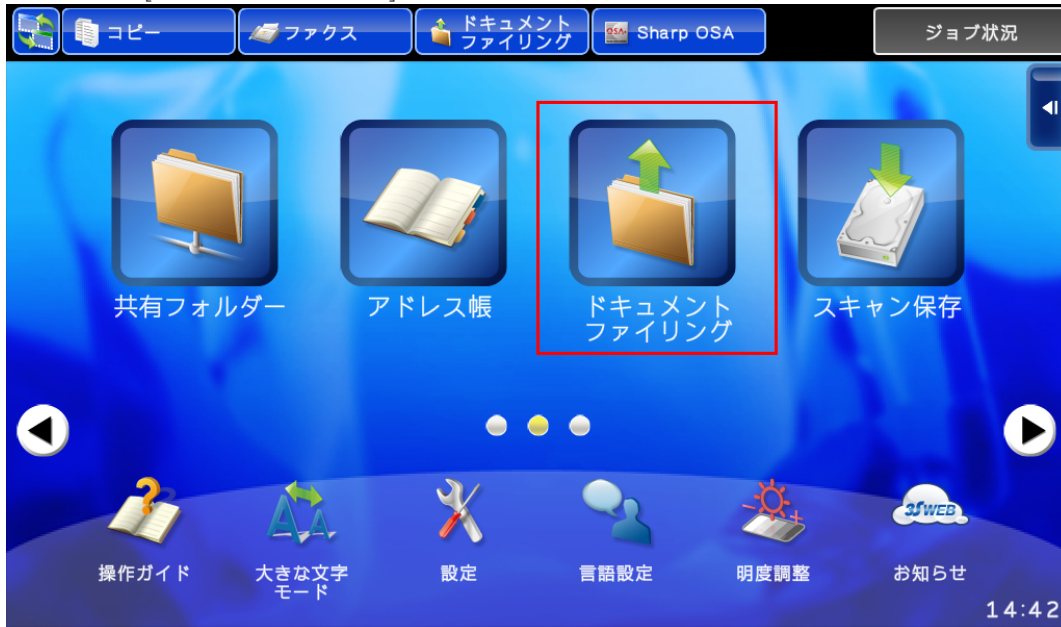 コピー
ファクス
ドキュメント
ファイリング
Sharp OSA
ジョブ状況
共有フォルダー
アドレス帳
ドキュメント
ファイリング
スキャン保存
操作ガイド
大きな文字
モード
設定
言語設定
明度調整
お知らせ
14:42